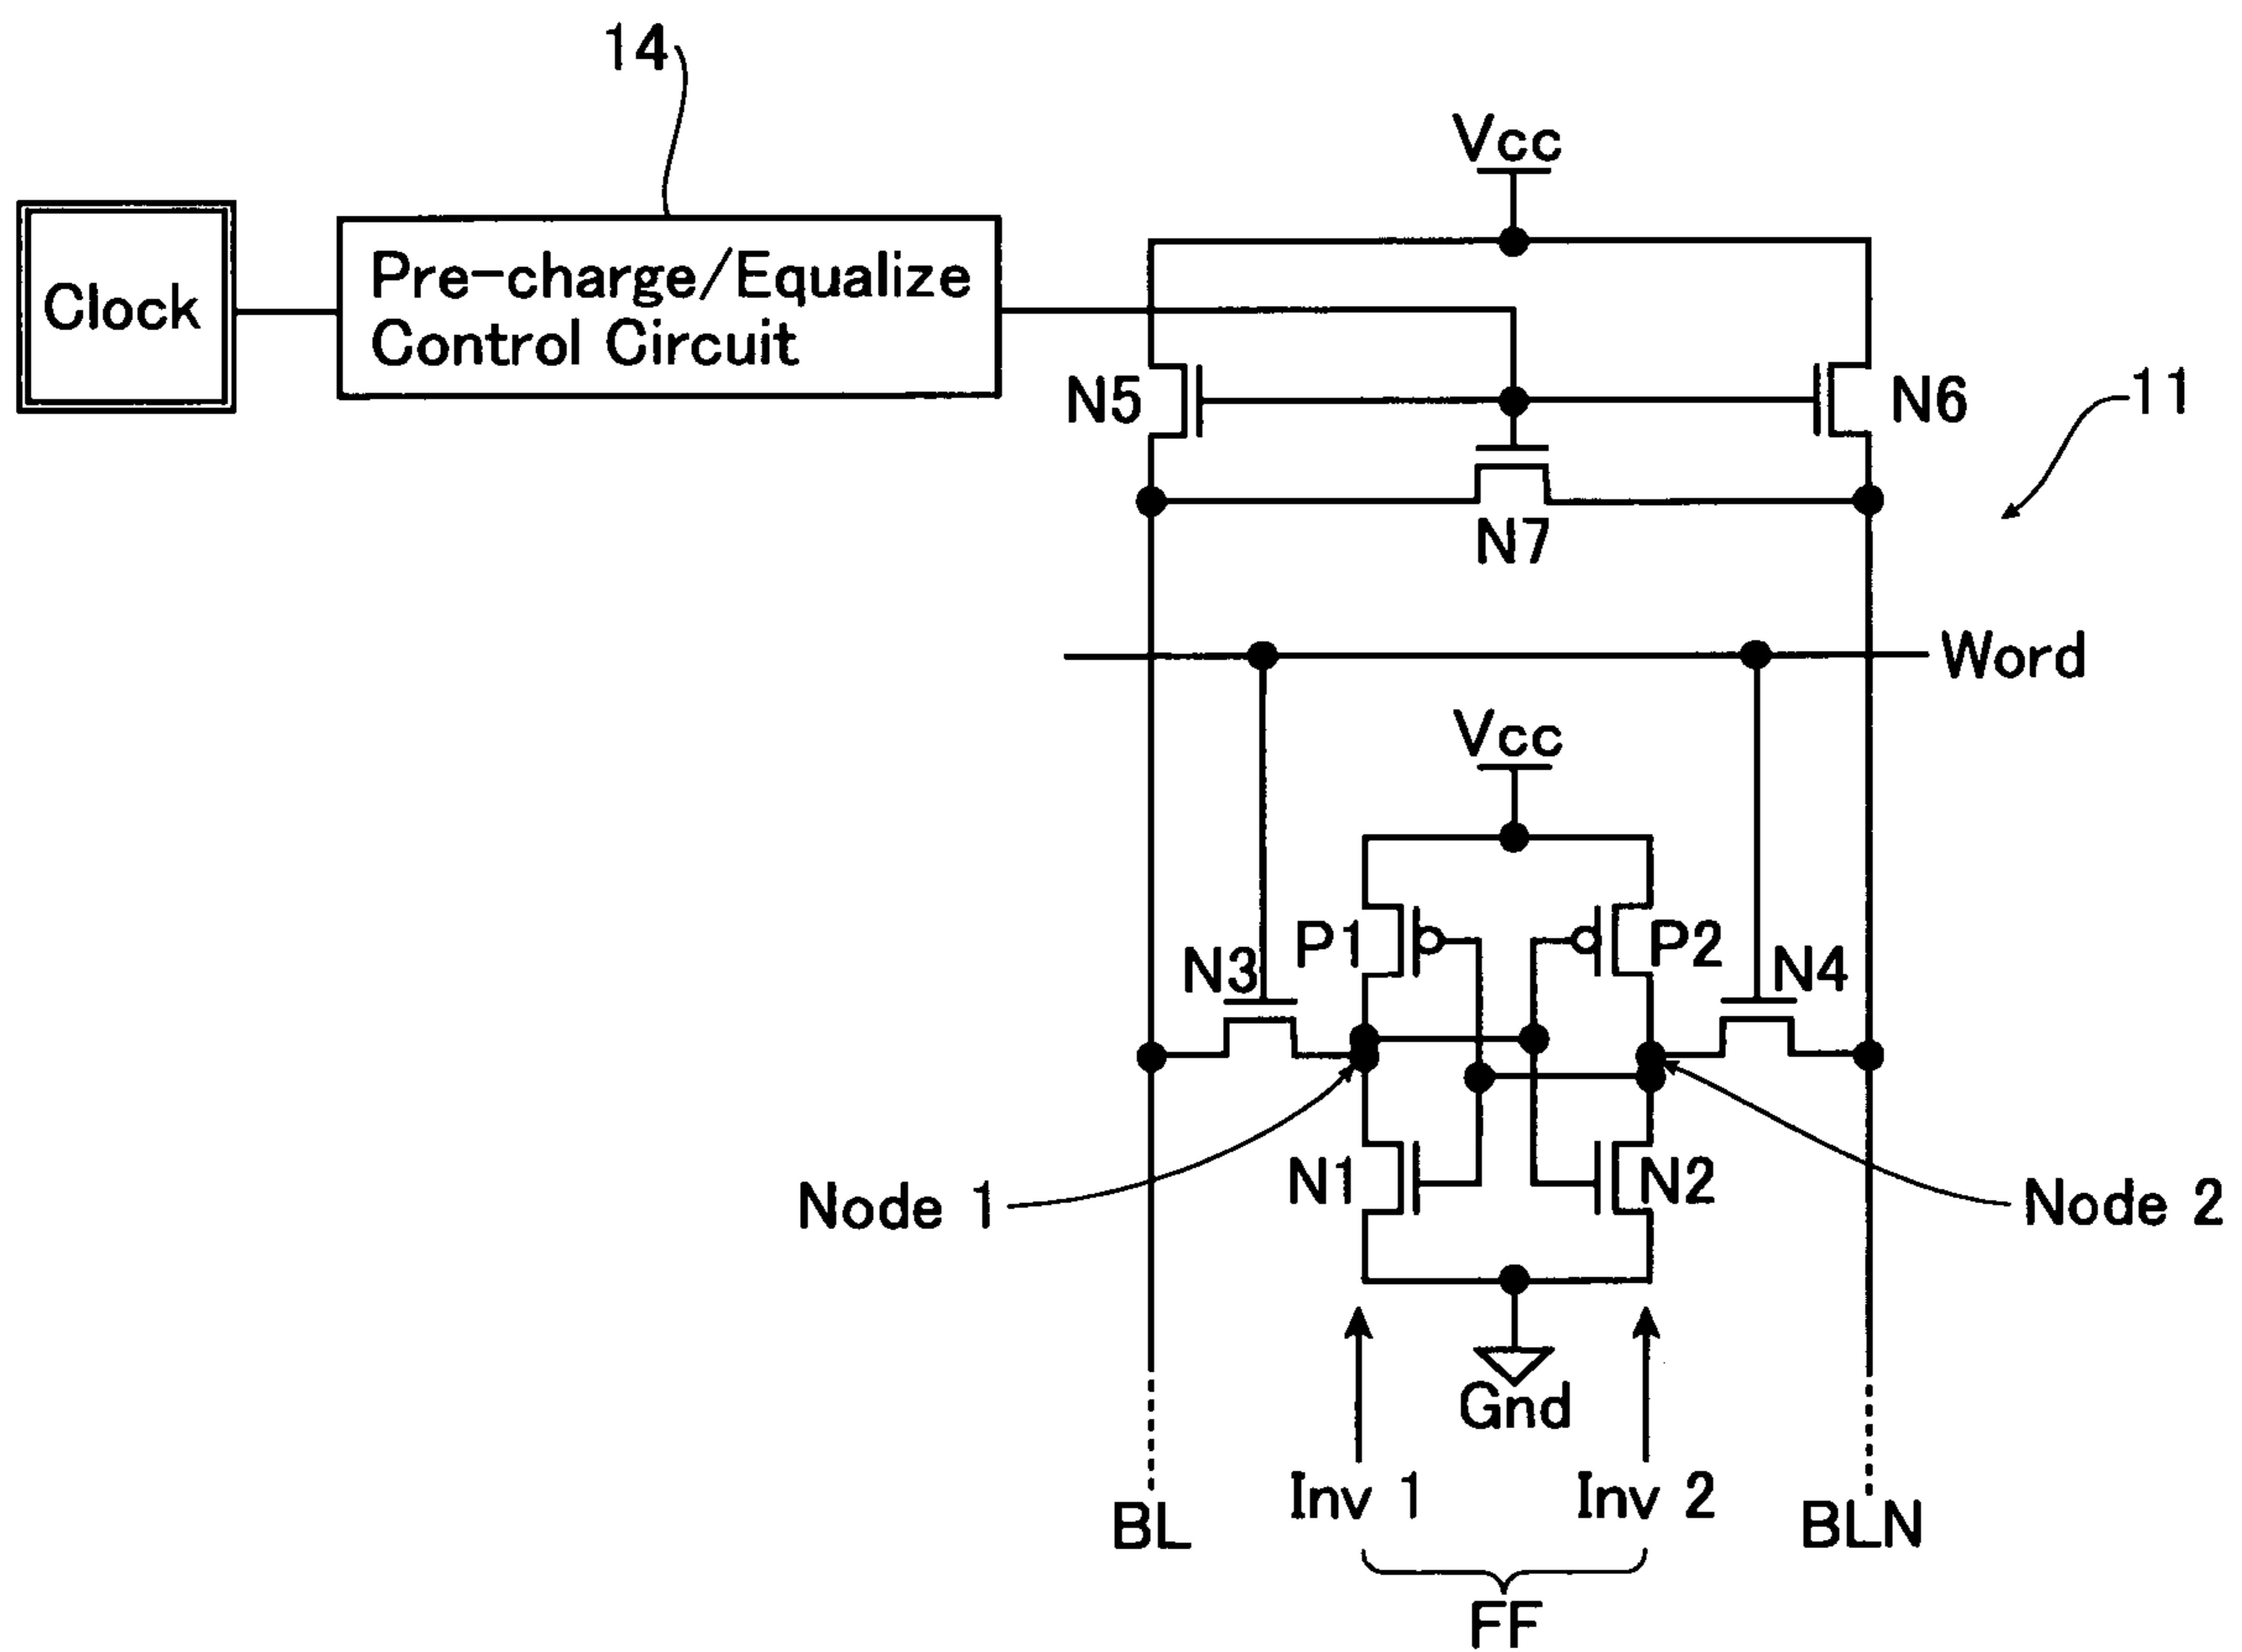 14
Vcc
Clock
Pre-charge/Equalize
Control Circuit
N5
N6
11
N7
Word
Vcc
P1
P2
N3
N4
N1
N2
Node 1
Node 2
Gnd
Inv 1
Inv 2
BL
BLN
FF